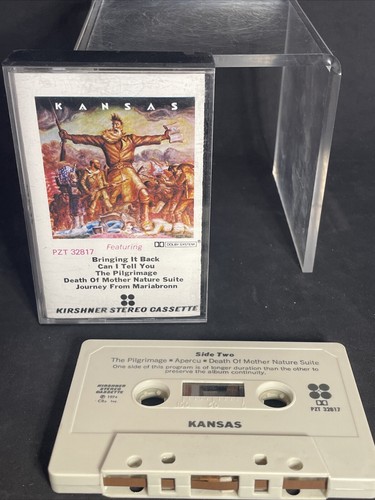 KANSAS
PZT 32817
Featuring
DOLBY SYSTEM
Bringing It Back
Can I Tell You
The Pilgrimage
Death Of Mother Nature Suite
Journey From Mariabronn
KIRSHNER STEREO CASSETTE
Side Two
The Pilgrimage • Apercu • Death Of Mother Nature Suite
One side of this program is of longer duration than the other to
preserve the album continuity.
KIRSHNER
STEREO
CASSETTE
PZT 32817
KANSAS